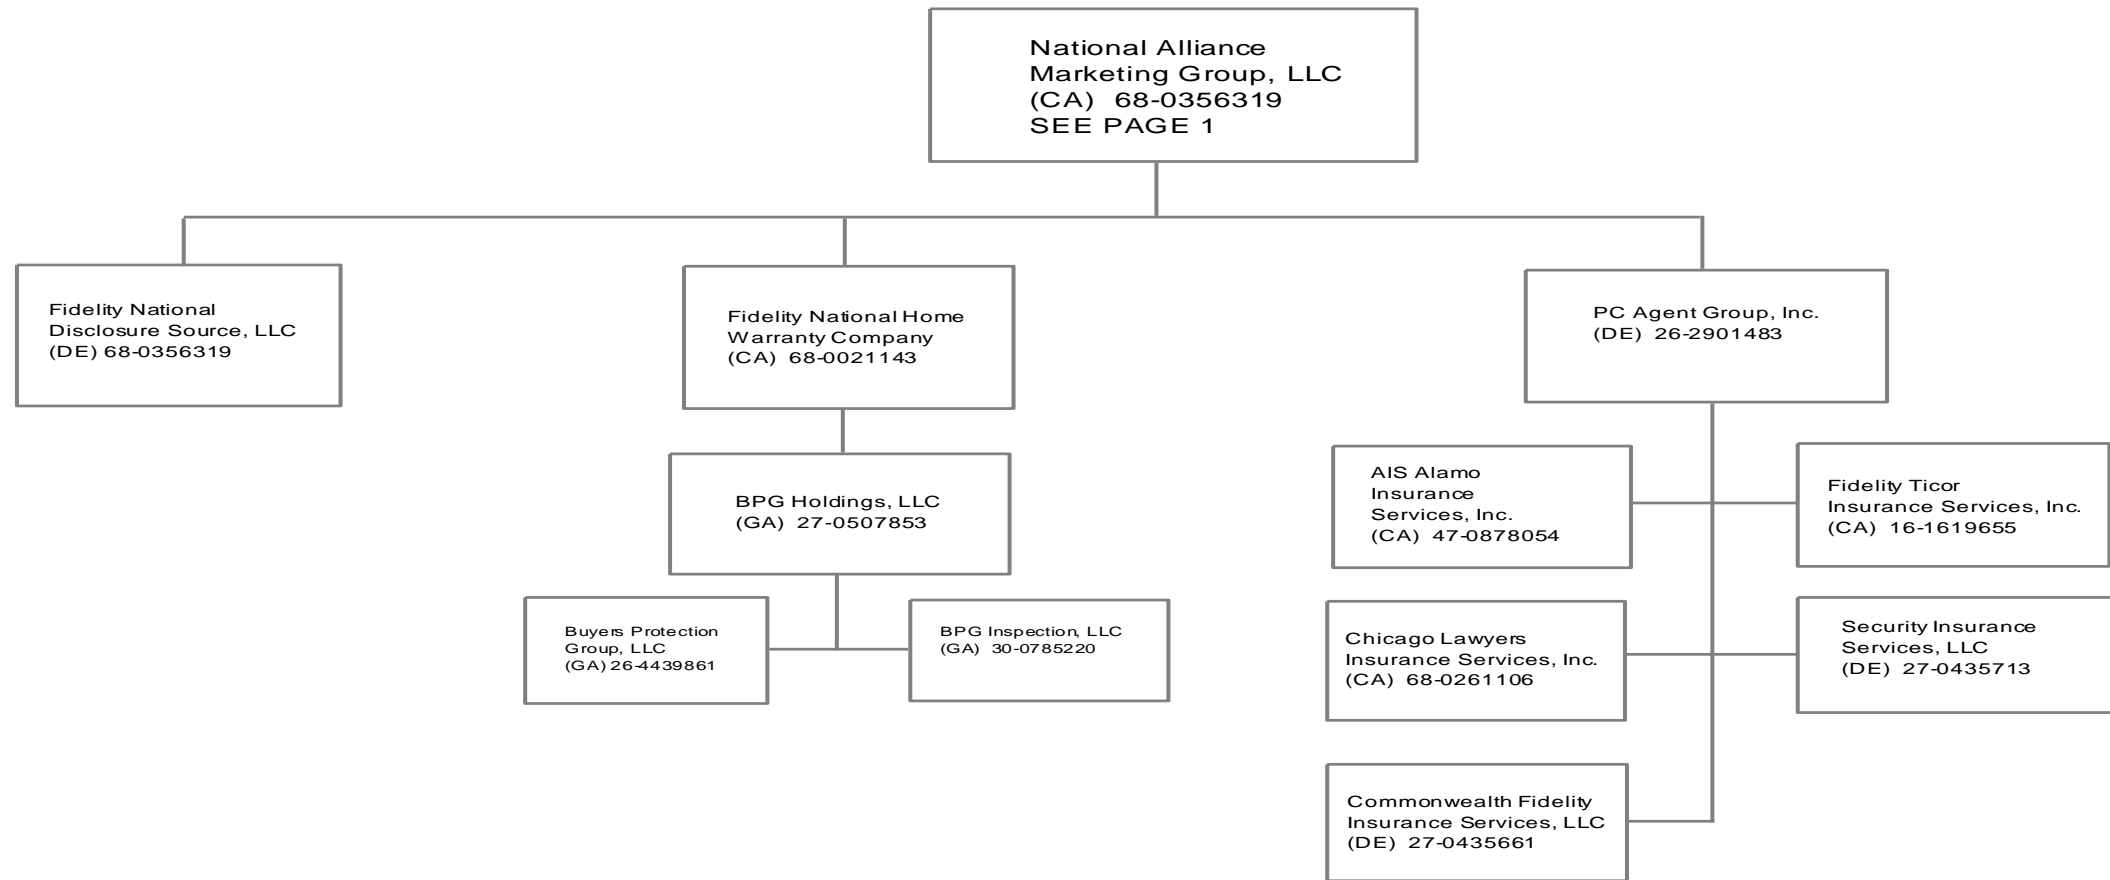 National Alliance
Marketing Group, LLC
(CA) 68-0356319
SEE PAGE 1
Fidelity National
Disclosure Source, LLC
(DE) 68-0356319
Fidelity National Home
Warranty Company
(CA) 68-0021143
PC Agent Group, Inc.
(DE) 26-2901483
BPG Holdings, LLC
(GA) 27-0507853
AIS Alamo
Insurance
Services, Inc.
(CA) 47-0878054
Fidelity Ticor
Insurance Services, Inc.
(CA) 16-1619655
Buyers Protection
Group, LLC
(GA) 26-4439861
BPG Inspection, LLC
(GA) 30-0785220
Chicago Lawyers
Insurance Services, Inc.
(CA) 68-0261106
Security Insurance
Services, LLC
(DE) 27-0435713
Commonwealth Fidelity
Insurance Services, LLC
(DE) 27-0435661